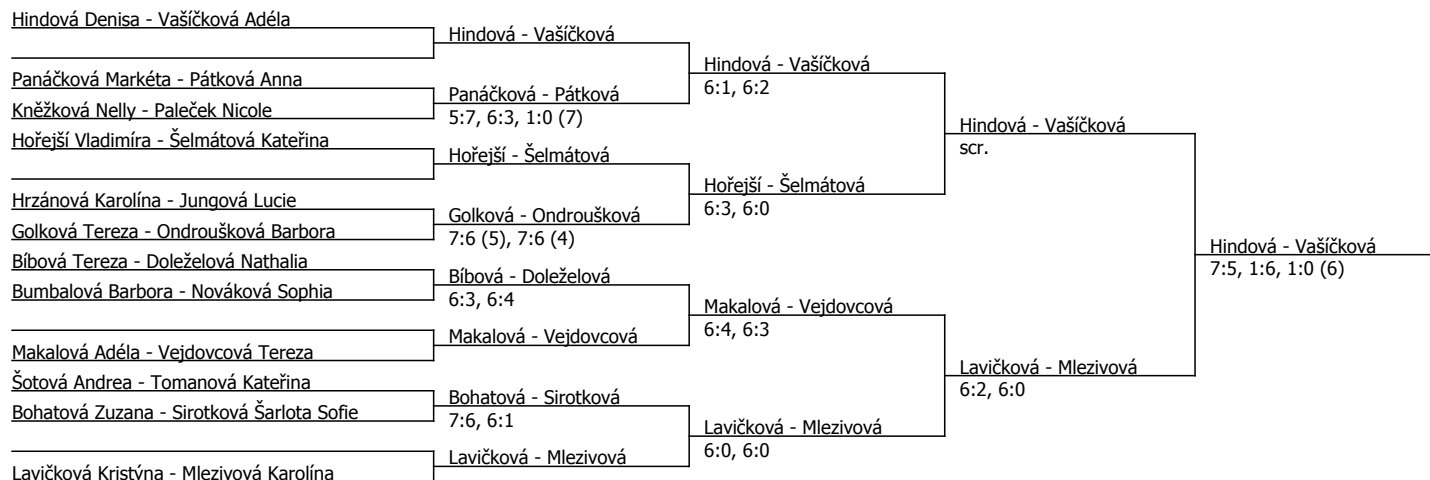 Hindová Denisa - Vašíčková Adéla
Panáčková Markéta - Pátková Anna
Kněžková Nelly - Paleček Nicole
Hořejší Vladimíra - Šelmátová Kateřina
Hrzánová Karolína - Jungová Lucie
Golková Tereza - Ondroušková Barbora
Bíbová Tereza - Doleželová Nathalia
Bumbalová Barbora - Nováková Sophia
Makalová Adéla - Vejdovcová Tereza
Šotová Andrea - Tomanová Kateřina
Bohatová Zuzana - Sirotková Šarlota Sofie
Lavičková Kristýna - Mlezivová Karolína
Hindová - Vašíčková
Panáčková - Pátková
5:7, 6:3, 1:0 (7)
Hořejší - Šelmátová
Golková - Ondroušková
7:6 (5), 7:6 (4)
Bíbová - Doleželová
6:3, 6:4
Makalová - Vejdovcová
Bohatová - Sirotková
7:6, 6:1
Lavičková - Mlezivová
Hindová - Vašíčková
6:1, 6:2
Hořejší - Šelmátová
6:3, 6:0
Makalová - Vejdovcová
6:4, 6:3
Lavičková - Mlezivová
6:0, 6:0
Hindová - Vašíčková
scr.
Lavičková - Mlezivová
6:2, 6:0
Hindová - Vašíčková
7:5, 1:6, 1:0 (6)